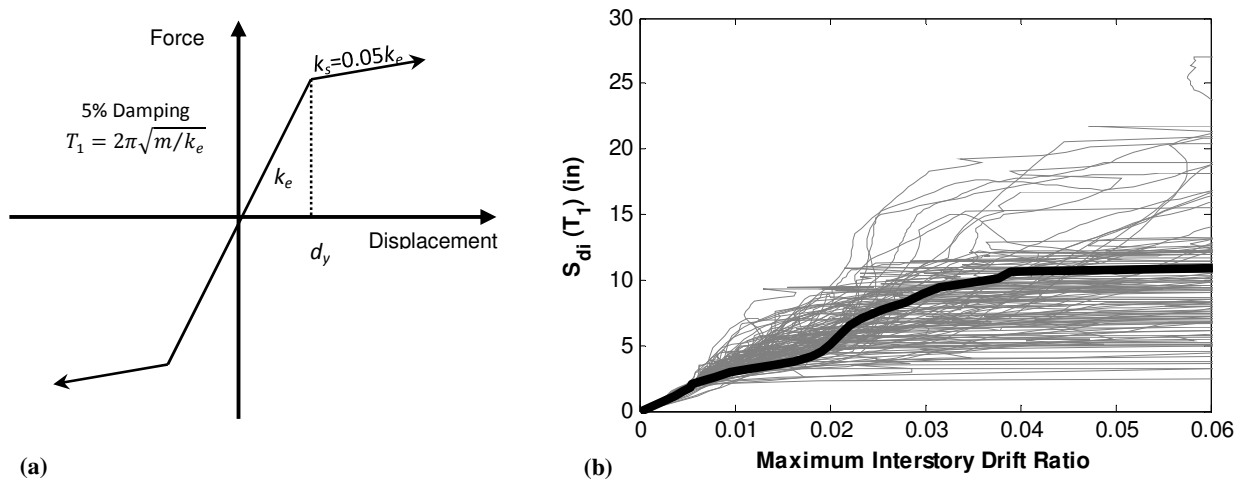 Force
k_s=0.05k_e
5% Damping
T_1 = 2π√m/k_e
k_e
Displacement
d_y
(a)
30
25
20
15
10
5
0
S_di (T_1) (in)
0 0.01 0.02 0.03 0.04 0.05 0.06
Maximum Interstory Drift Ratio
(b)